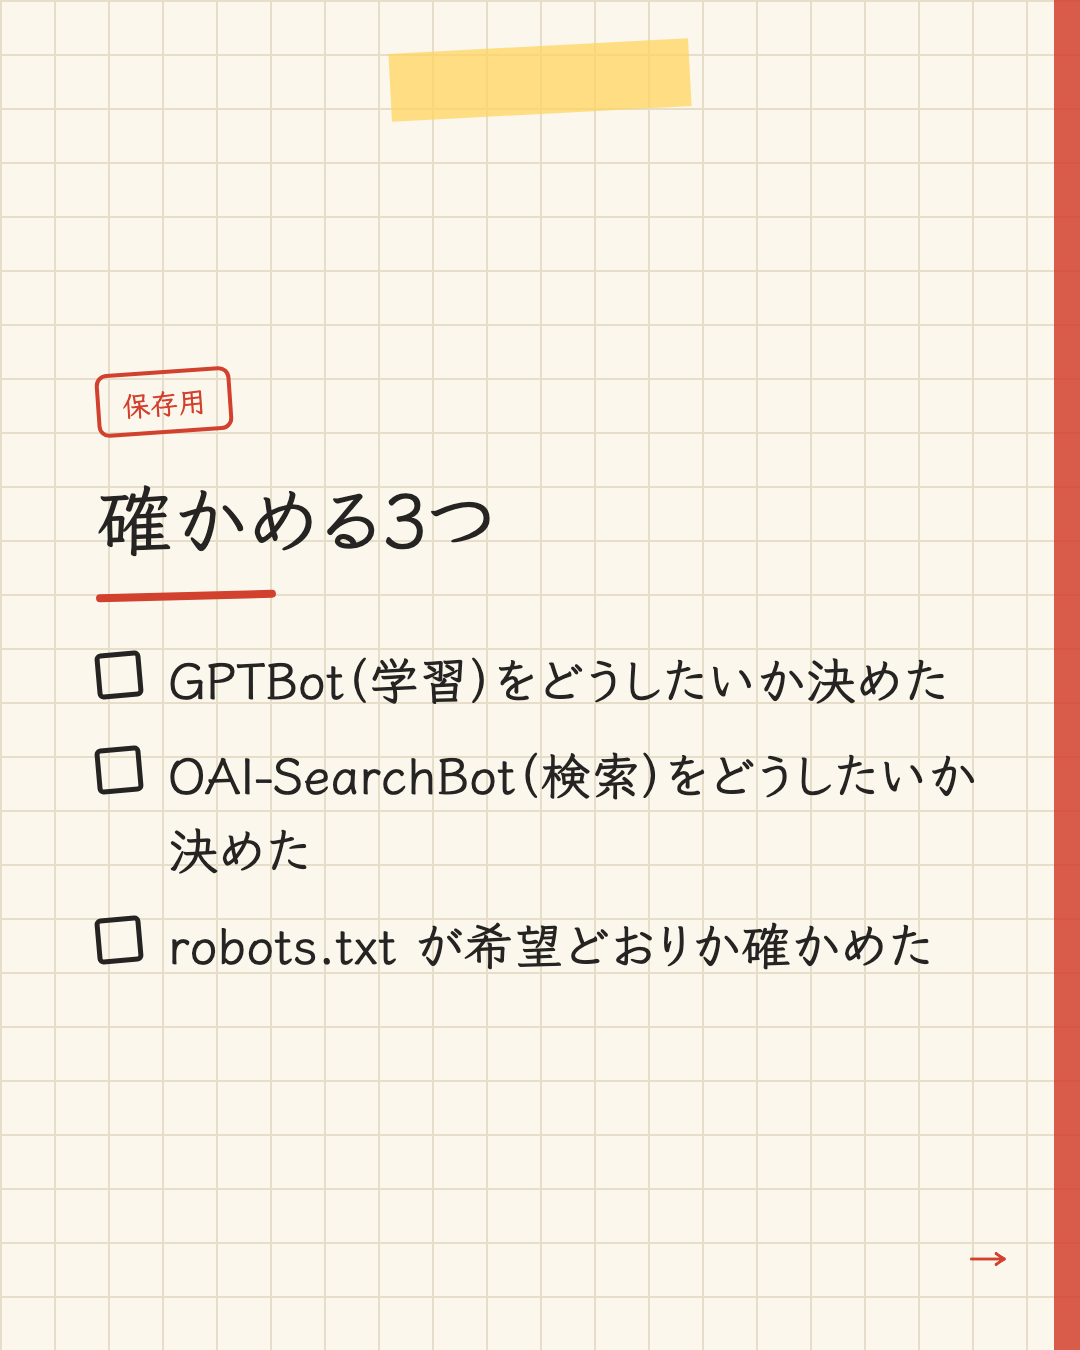 保存用
確かめる3つ
GPTBot(学習)をどうしたいか決めた
OAI-SearchBot(検索)をどうしたいか
決めた
robots.txt が希望どおりか確かめた
→